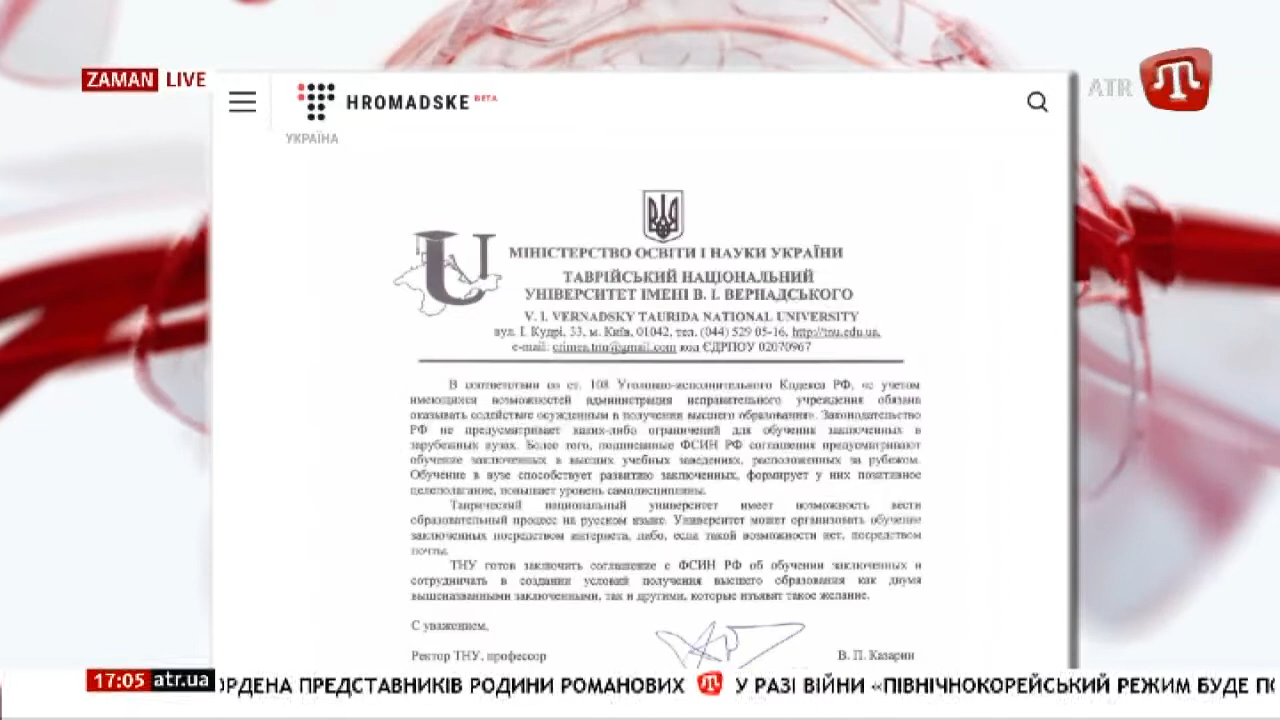 ZAMAN LIVE
ATR
HROMADSKE BETA
УКРАЇНА
МІНІСТЕРСТВО ОСВІТИ І НАУКИ УКРАЇНИ
ТАВРІЙСЬКИЙ НАЦІОНАЛЬНИЙ
УНІВЕРСИТЕТ ІМЕНІ В. І. ВЕРНАДСЬКОГО
V. I. VERNADSKY TAURIDA NATIONAL UNIVERSITY
вул. І. Кудрі, 33, м. Київ, 01042, тел. (044) 529 05-16, http://tnu.edu.ua,
e-mail: crimea.tnu@gmail.com код ЄДРПОУ 02070967
В соответствии со ст. 108 Уголовно-исполнительного Кодекса РФ, «с учетом
имеющихся возможностей администрация исправительного учреждения обязана
оказывать содействие осужденным в получении высшего образования». Законодательство
РФ не предусматривает каких-либо ограничений для обучения заключенных в
зарубежных вузах. Более того, подписанные ФСИН РФ соглашения предусматривают
обучение заключенных в высших учебных заведениях, расположенных за рубежом.
Обучение в вузе способствует развитию заключенных, формирует у них позитивное
целеполагание, повышает уровень самодисциплины.
Таврический национальный университет имеет возможность вести
образовательный процесс на русском языке. Университет может организовать обучение
заключенных посредством интернета, либо, если такой возможности нет, посредством
почты.
ТНУ готов заключить соглашение с ФСИН РФ об обучении заключенных и
сотрудничать в создании условий получения высшего образования как двумя
вышеназванными заключенными, так и другими, которые изъявят такое желание.
С уважением,
Ректор ТНУ, профессор В. П. Казарин
17:05 atr.ua ОРДЕНА ПРЕДСТАВНИКІВ РОДИНИ РОМАНОВИХ У РАЗІ ВІЙНИ «ПІВНІЧНОКОРЕЙСЬКИЙ РЕЖИМ БУДЕ ПО